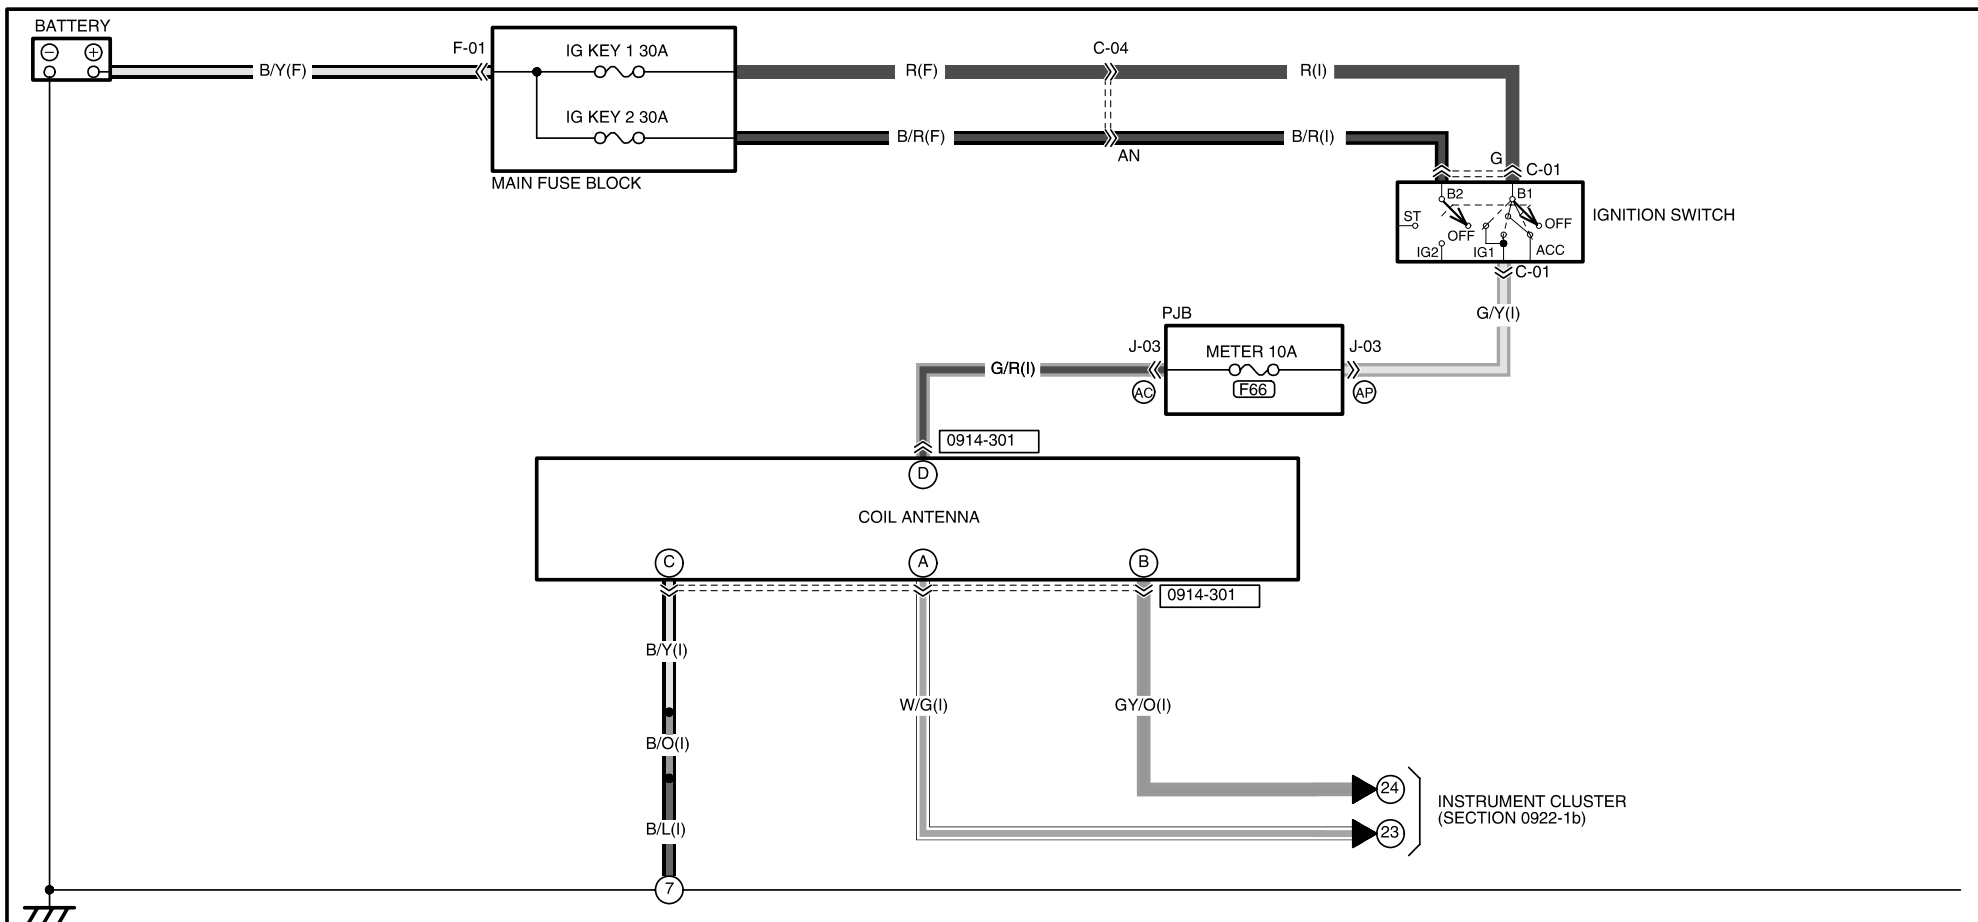 BATTERY
− +
B/Y(F)
F-01
IG KEY 1 30A
IG KEY 2 30A
MAIN FUSE BLOCK
R(F)
C-04
R(I)
B/R(F)
AN
B/R(I)
G
C-01
B2
B1
ST
OFF
OFF
IG2
IG1
ACC
IGNITION SWITCH
C-01
G/Y(I)
PJB
J-03
METER 10A
J-03
F66
AC
AP
G/R(I)
0914-301
D
COIL ANTENNA
C
A
B
0914-301
B/Y(I)
W/G(I)
GY/O(I)
B/O(I)
B/L(I)
24
23
INSTRUMENT CLUSTER
(SECTION 0922-1b)
7